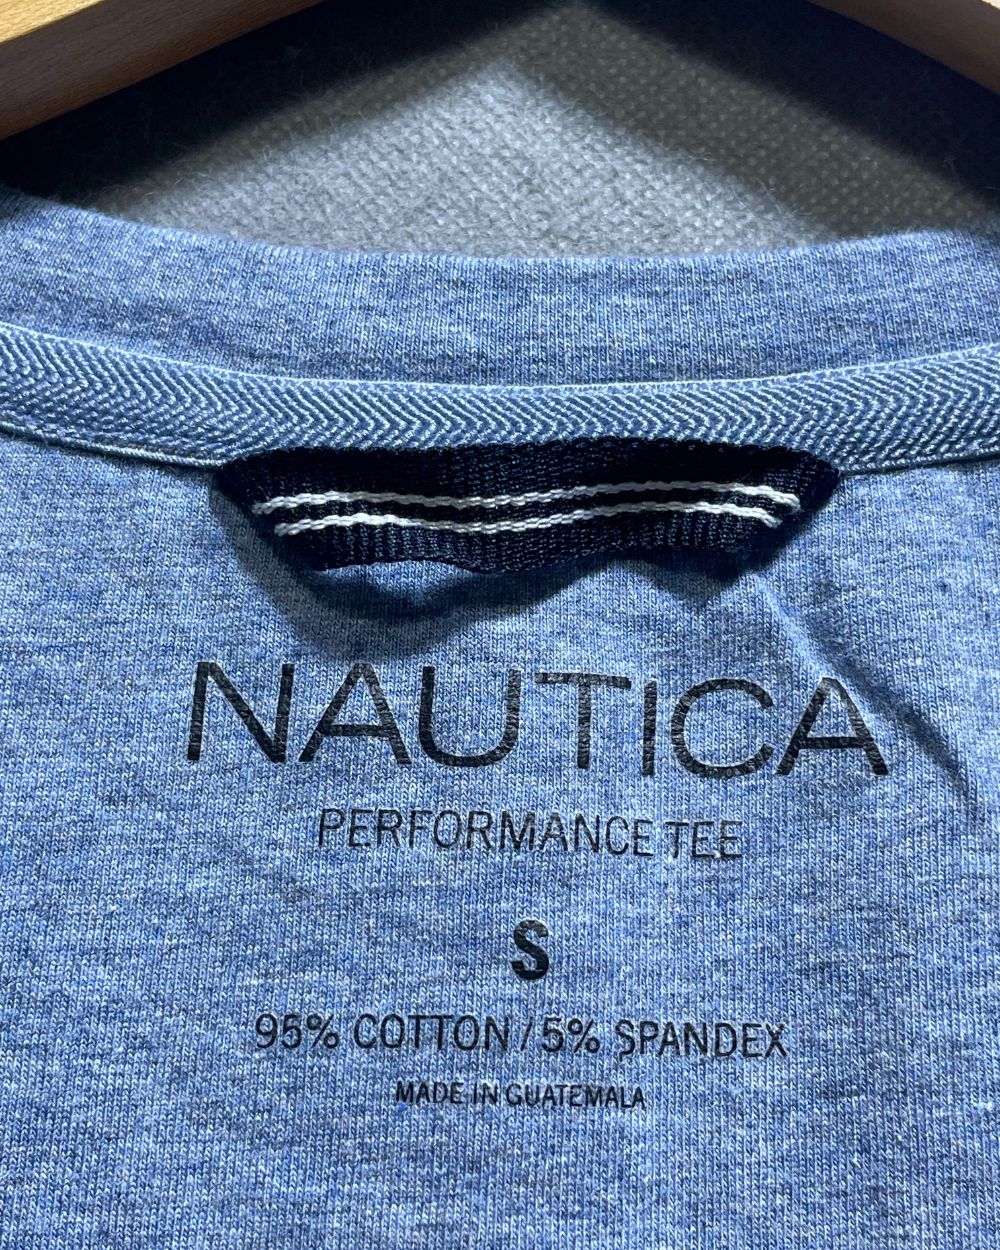 NAUTICA
PERFORMANCE TEE
S
95% COTTON / 5% SPANDEX
MADE IN GUATEMALA